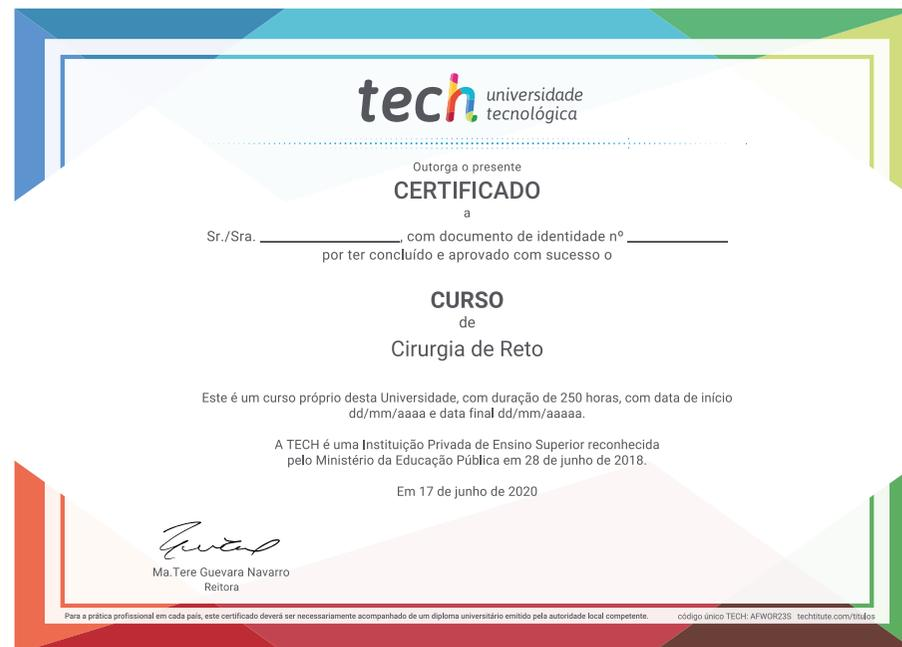 tech universidade
tecnológica
Outorga o presente
CERTIFICADO
a
Sr./Sra. ____________________, com documento de identidade nº ______________
por ter concluído e aprovado com sucesso o
CURSO
de
Cirurgia de Reto
Este é um curso próprio desta Universidade, com duração de 250 horas, com data de início
dd/mm/aaaa e data final dd/mm/aaaaa.
A TECH é uma Instituição Privada de Ensino Superior reconhecida
pelo Ministério da Educação Pública em 28 de junho de 2018.
Em 17 de junho de 2020
Ma.Tere Guevara Navarro
Reitora
Para a prática profissional em cada país, este certificado deverá ser necessariamente acompanhado de um diploma universitário emitido pela autoridade local competente. código único TECH: AFWOR23S techtitute.com/titulos